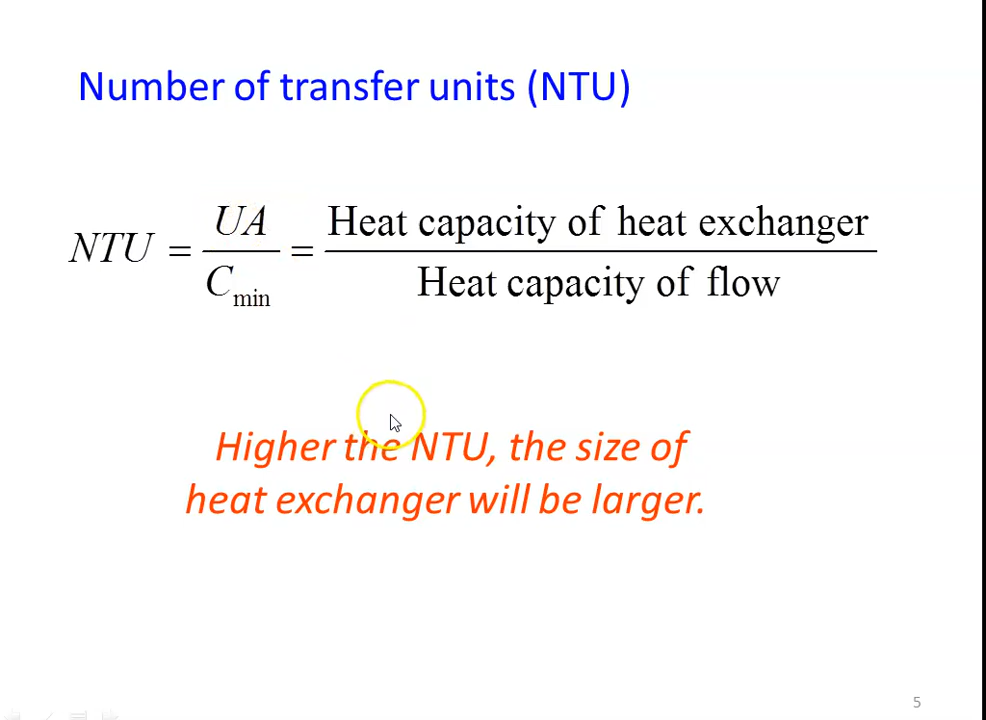 Number of transfer units (NTU)
NTU = UA / C_min = Heat capacity of heat exchanger / Heat capacity of flow
Higher the NTU, the size of
heat exchanger will be larger.
5